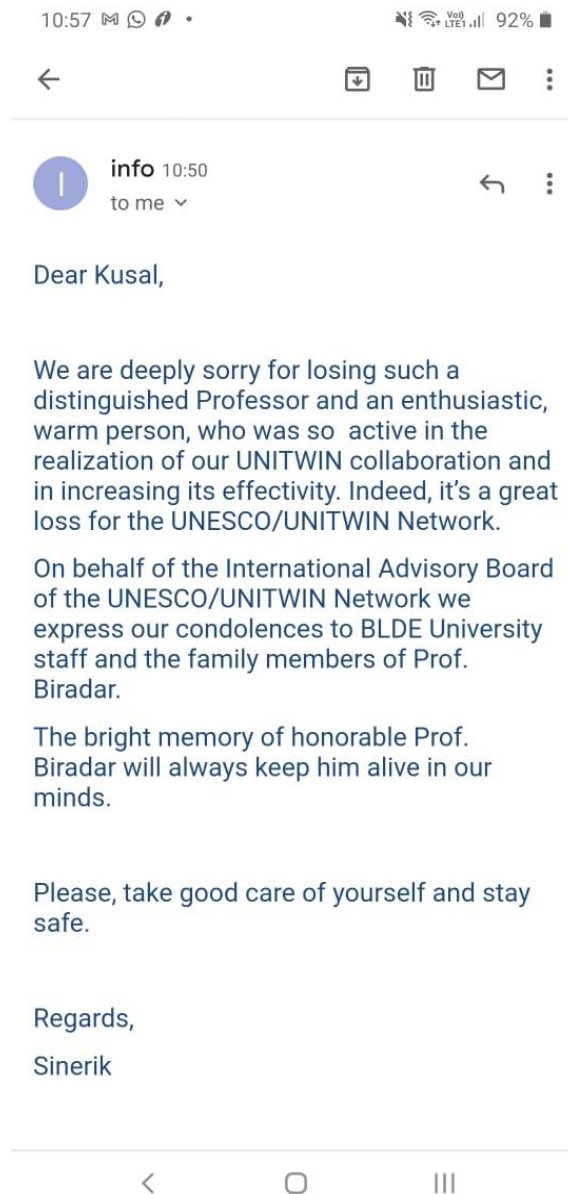 10:57
Vo))
LTE1
92%
I
info 10:50
to me
Dear Kusal,
We are deeply sorry for losing such a
distinguished Professor and an enthusiastic,
warm person, who was so  active in the
realization of our UNITWIN collaboration and
in increasing its effectivity. Indeed, it's a great
loss for the UNESCO/UNITWIN Network.
On behalf of the International Advisory Board
of the UNESCO/UNITWIN Network we
express our condolences to BLDE University
staff and the family members of Prof.
Biradar.
The bright memory of honorable Prof.
Biradar will always keep him alive in our
minds.
Please, take good care of yourself and stay
safe.
Regards,
Sinerik